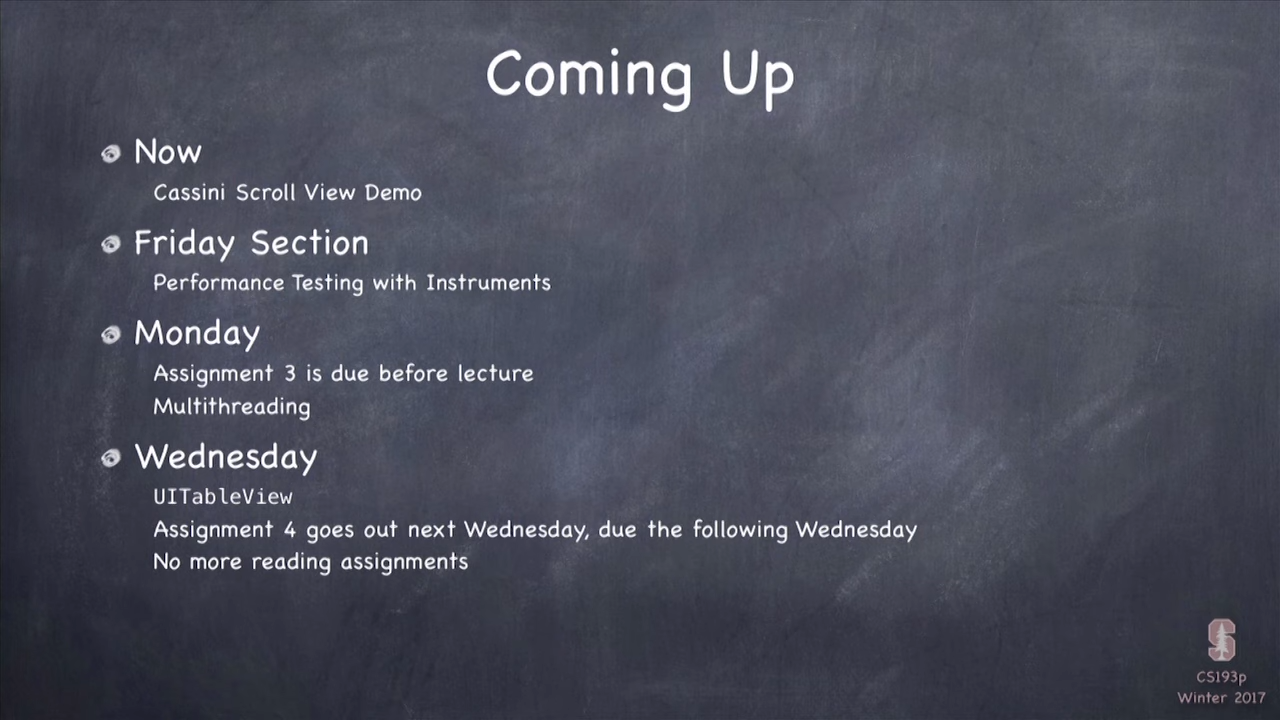 Coming Up
Now
Cassini Scroll View Demo
Friday Section
Performance Testing with Instruments
Monday
Assignment 3 is due before lecture
Multithreading
Wednesday
UITableView
Assignment 4 goes out next Wednesday, due the following Wednesday
No more reading assignments
S
CS193p
Winter 2017